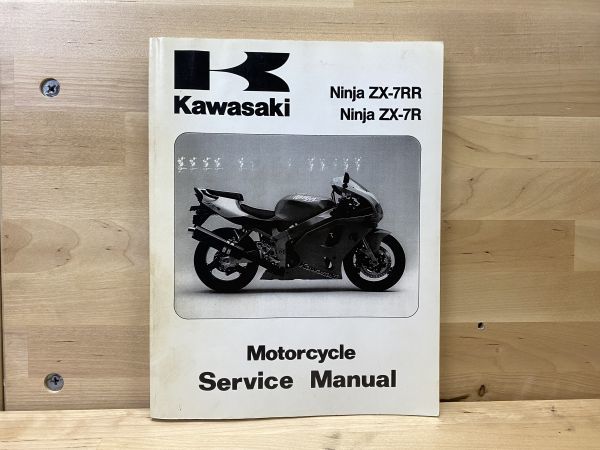 Kawasaki
Ninja ZX-7RR
Ninja ZX-7R
Motorcycle
Service Manual